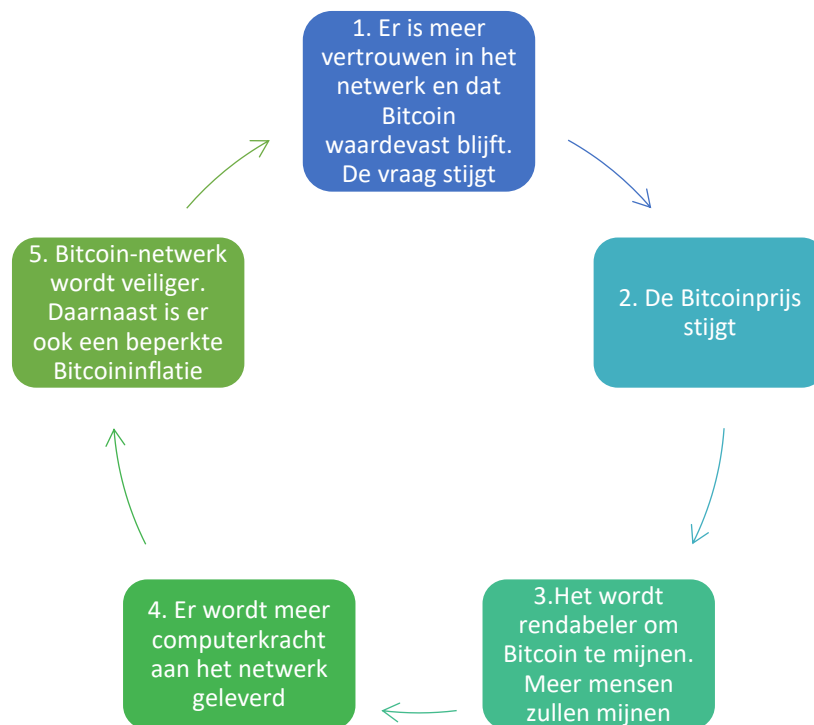 1. Er is meer
vertrouwen in het
netwerk en dat
Bitcoin
waardevast blijft.
De vraag stijgt
2. De Bitcoinprijs
stijgt
3.Het wordt
rendabeler om
Bitcoin te mijnen.
Meer mensen
zullen mijnen
4. Er wordt meer
computerkracht
aan het netwerk
geleverd
5. Bitcoin-netwerk
wordt veiliger.
Daarnaast is er
ook een beperkte
Bitcoininflatie